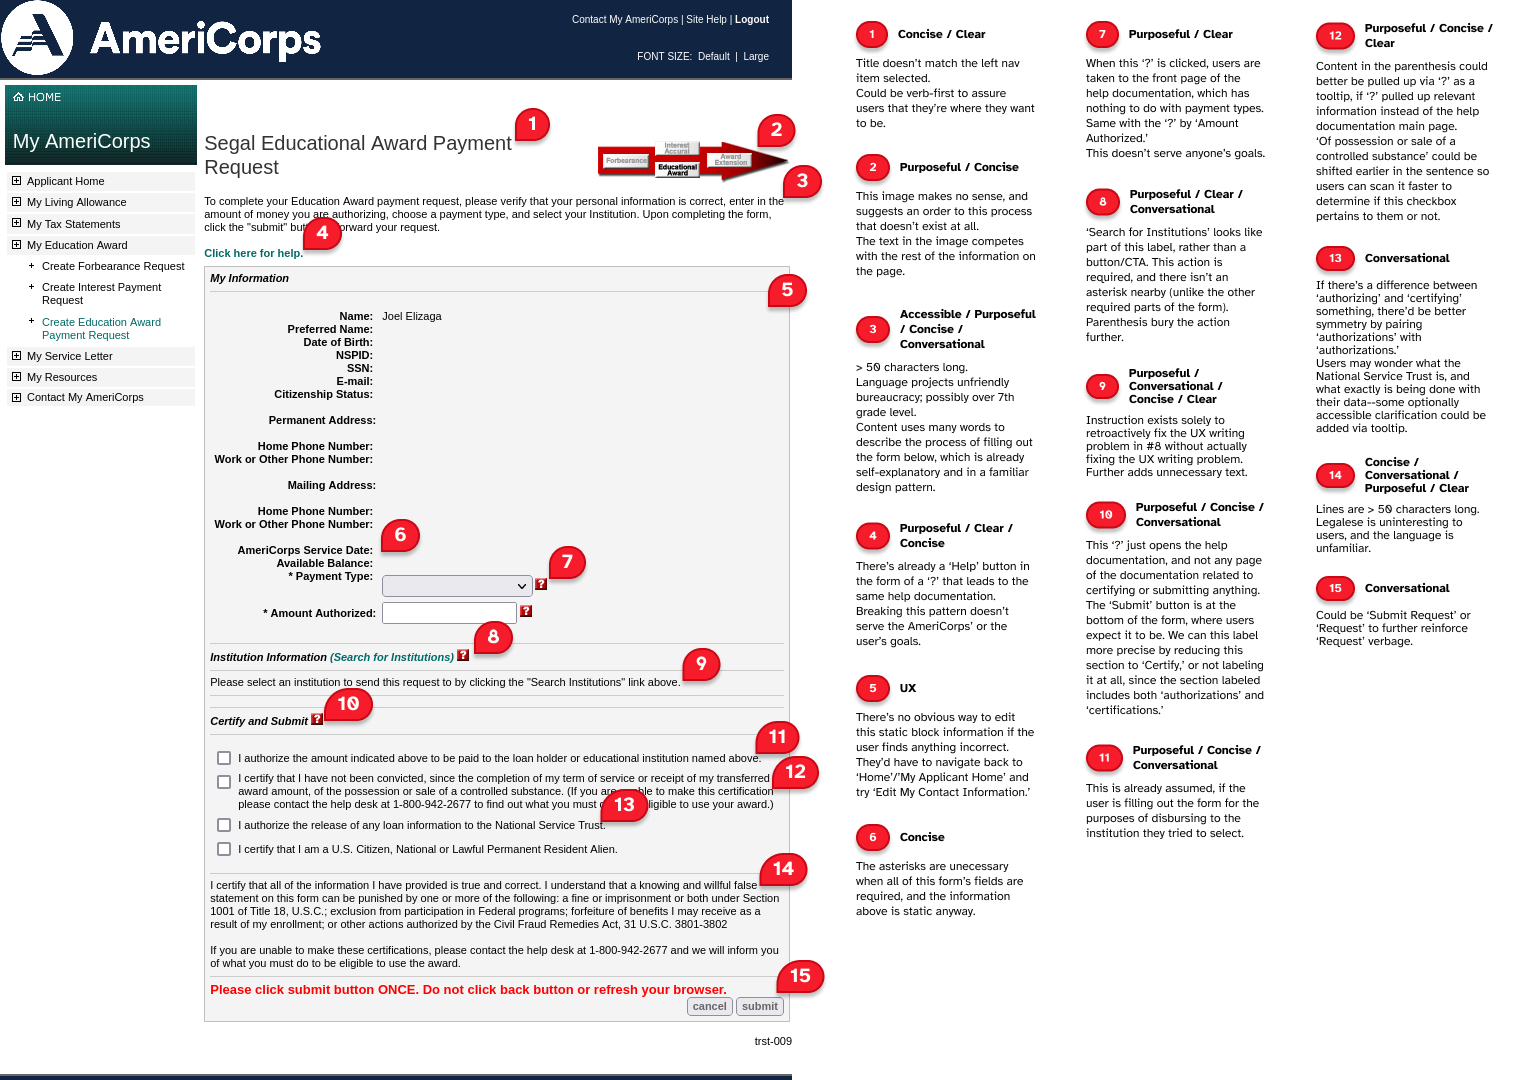 AmeriCorps
Contact My AmeriCorps | Site Help | Logout
FONT SIZE: Default | Large
HOME
My AmeriCorps
Applicant Home
My Living Allowance
My Tax Statements
My Education Award
Create Forbearance Request
Create Interest Payment
Request
Create Education Award
Payment Request
My Service Letter
My Resources
Contact My AmeriCorps
Segal Educational Award Payment
Request
1
2
3
Forbearance
Interest
Accural
Educational
Award
Award
Extension
To complete your Education Award payment request, please verify that your personal information is correct, enter in the
amount of money you are authorizing, choose a payment type, and select your Institution. Upon completing the form,
click the "submit" but orward your request.
4
Click here for help.
My Information
5
Name: Joel Elizaga
Preferred Name:
Date of Birth:
NSPID:
SSN:
E-mail:
Citizenship Status:
Permanent Address:
Home Phone Number:
Work or Other Phone Number:
Mailing Address:
Home Phone Number:
Work or Other Phone Number:
6
AmeriCorps Service Date:
Available Balance:
* Payment Type:
?
7
* Amount Authorized:
?
8
Institution Information (Search for Institutions) ?
9
Please select an institution to send this request to by clicking the "Search Institutions" link above.
10
Certify and Submit ?
11
I authorize the amount indicated above to be paid to the loan holder or educational institution named above.
12
I certify that I have not been convicted, since the completion of my term of service or receipt of my transferred
award amount, of the possession or sale of a controlled substance. (If you are ble to make this certification
please contact the help desk at 1-800-942-2677 to find out what you must ligible to use your award.)
13
I authorize the release of any loan information to the National Service Trust.
I certify that I am a U.S. Citizen, National or Lawful Permanent Resident Alien.
14
I certify that all of the information I have provided is true and correct. I understand that a knowing and willful false
statement on this form can be punished by one or more of the following: a fine or imprisonment or both under Section
1001 of Title 18, U.S.C.; exclusion from participation in Federal programs; forfeiture of benefits I may receive as a
result of my enrollment; or other actions authorized by the Civil Fraud Remedies Act, 31 U.S.C. 3801-3802
If you are unable to make these certifications, please contact the help desk at 1-800-942-2677 and we will inform you
of what you must do to be eligible to use the award.
15
Please click submit button ONCE. Do not click back button or refresh your browser.
cancel submit
trst-009
1 Concise / Clear
Title doesn't match the left nav
item selected.
Could be verb-first to assure
users that they're where they want
to be.
2 Purposeful / Concise
This image makes no sense, and
suggests an order to this process
that doesn't exist at all.
The text in the image competes
with the rest of the information on
the page.
3 Accessible / Purposeful
/ Concise /
Conversational
> 50 characters long.
Language projects unfriendly
bureaucracy; possibly over 7th
grade level.
Content uses many words to
describe the process of filling out
the form below, which is already
self-explanatory and in a familiar
design pattern.
4 Purposeful / Clear /
Concise
There's already a 'Help' button in
the form of a '?' that leads to the
same help documentation.
Breaking this pattern doesn't
serve the AmeriCorps' or the
user's goals.
5 UX
There's no obvious way to edit
this static block information if the
user finds anything incorrect.
They'd have to navigate back to
'Home'/'My Applicant Home' and
try 'Edit My Contact Information.'
6 Concise
The asterisks are unnecessary
when all of this form's fields are
required, and the information
above is static anyway.
7 Purposeful / Clear
When this '?' is clicked, users are
taken to the front page of the
help documentation, which has
nothing to do with payment types.
Same with the '?' by 'Amount
Authorized.'
This doesn't serve anyone's goals.
8 Purposeful / Clear /
Conversational
'Search for Institutions' looks like
part of this label, rather than a
button/CTA. This action is
required, and there isn't an
asterisk nearby (unlike the other
required parts of the form).
Parenthesis bury the action
further.
9 Purposeful /
Conversational /
Concise / Clear
Instruction exists solely to
retroactively fix the UX writing
problem in #8 without actually
fixing the UX writing problem.
Further adds unnecessary text.
10 Purposeful / Concise /
Conversational
This '?' just opens the help
documentation, and not any page
of the documentation related to
certifying or submitting anything.
The 'Submit' button is at the
bottom of the form, where users
expect it to be. We can this label
more precise by reducing this
section to 'Certify,' or not labeling
it at all, since the section labeled
includes both 'authorizations' and
'certifications.'
11 Purposeful / Concise /
Conversational
This is already assumed, if the
user is filling out the form for the
purposes of disbursing to the
institution they tried to select.
12 Purposeful / Concise /
Clear
Content in the parenthesis could
better be pulled up via '?' as a
tooltip, if '?' pulled up relevant
information instead of the help
documentation main page.
'Of possession or sale of a
controlled substance' could be
shifted earlier in the sentence so
users can scan it faster to
determine if this checkbox
pertains to them or not.
13 Conversational
If there's a difference between
'authorizing' and 'certifying'
something, there'd be better
symmetry by pairing
'authorizations' with
'authorizations.'
Users may wonder what the
National Service Trust is, and
what exactly is being done with
their data--some optionally
accessible clarification could be
added via tooltip.
14 Concise /
Conversational /
Purposeful / Clear
Lines are > 50 characters long.
Legalese is uninteresting to
users, and the language is
unfamiliar.
15 Conversational
Could be 'Submit Request' or
'Request' to further reinforce
'Request' verbage.